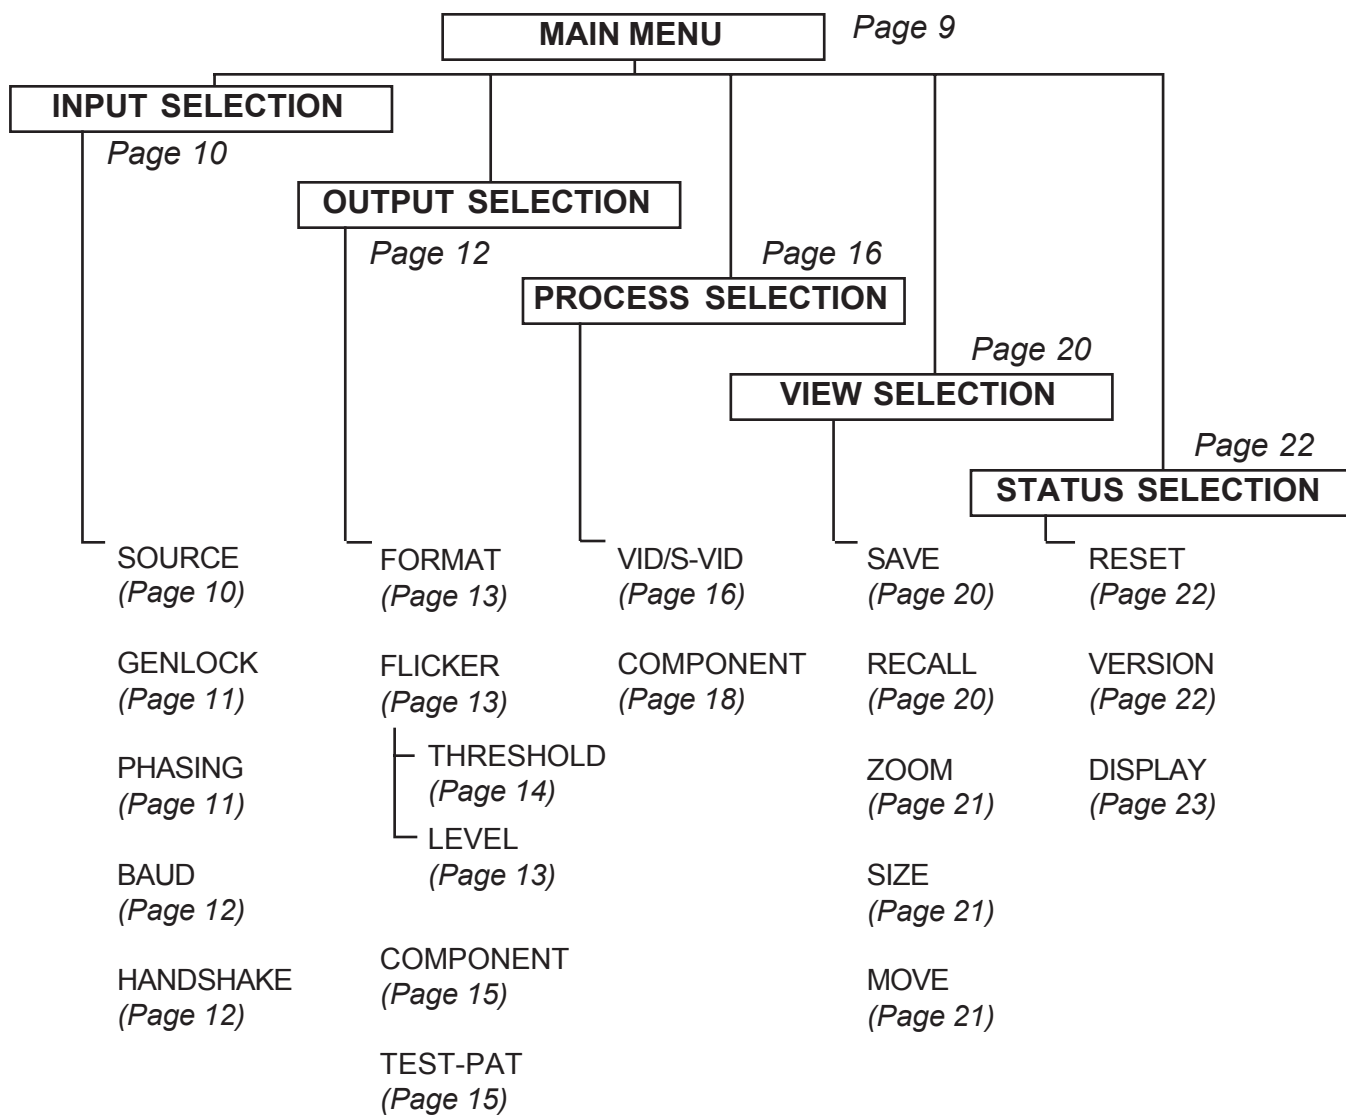 MAIN MENU
Page 9
INPUT SELECTION
Page 10
OUTPUT SELECTION
Page 12
Page 16
PROCESS SELECTION
Page 20
VIEW SELECTION
Page 22
STATUS SELECTION
SOURCE
(Page 10)
GENLOCK
(Page 11)
PHASING
(Page 11)
BAUD
(Page 12)
HANDSHAKE
(Page 12)
FORMAT
(Page 13)
FLICKER
(Page 13)
THRESHOLD
(Page 14)
LEVEL
(Page 13)
COMPONENT
(Page 15)
TEST-PAT
(Page 15)
VID/S-VID
(Page 16)
COMPONENT
(Page 18)
SAVE
(Page 20)
RECALL
(Page 20)
ZOOM
(Page 21)
SIZE
(Page 21)
MOVE
(Page 21)
RESET
(Page 22)
VERSION
(Page 22)
DISPLAY
(Page 23)